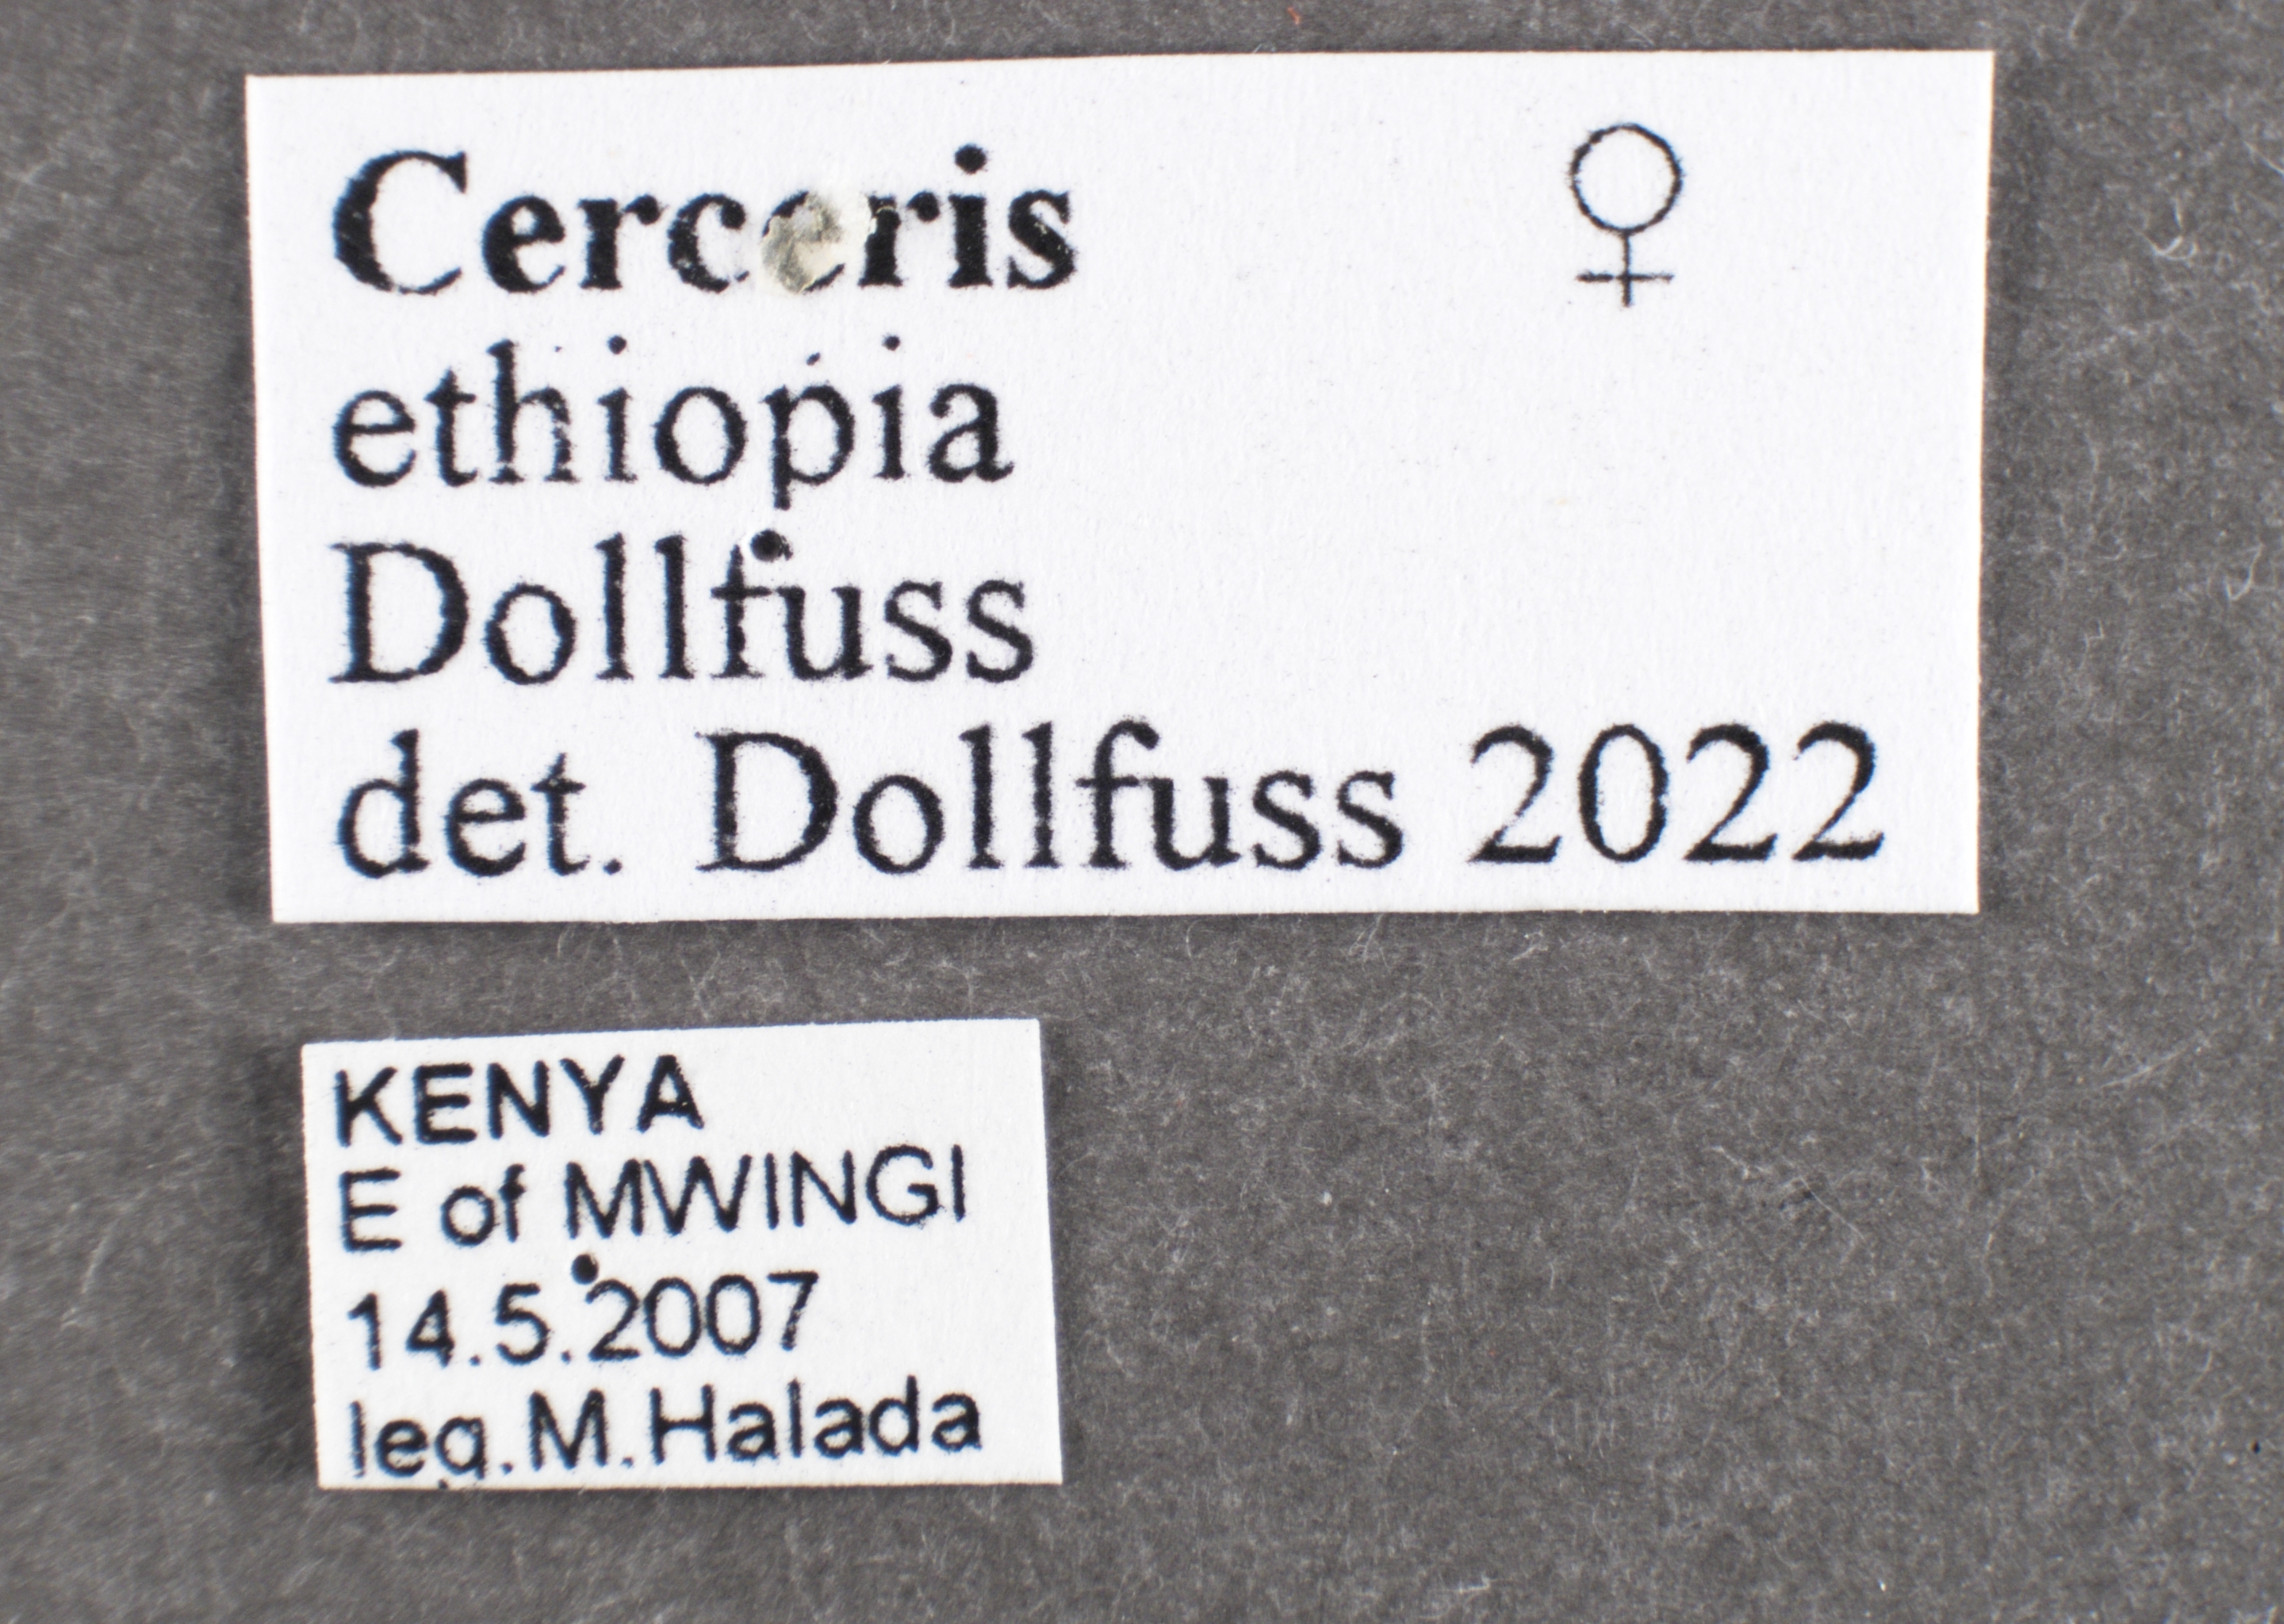 Cerceris ♀
ethiopia
Dollfuss
det. Dollfuss 2022
KENYA
E of MWINGI
14.5.2007
leg.M.Halada